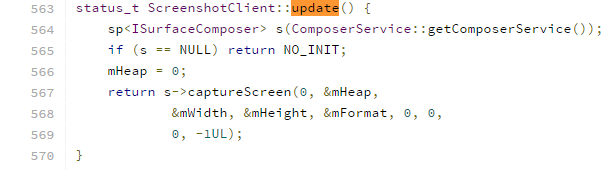 563 status_t ScreenshotClient::update() {
564 sp<ISurfaceComposer> s(ComposerService::getComposerService());
565 if (s == NULL) return NO_INIT;
566 mHeap = 0;
567 return s->captureScreen(0, &mHeap,
568 &mWidth, &mHeight, &mFormat, 0, 0,
569 0, -1UL);
570 }